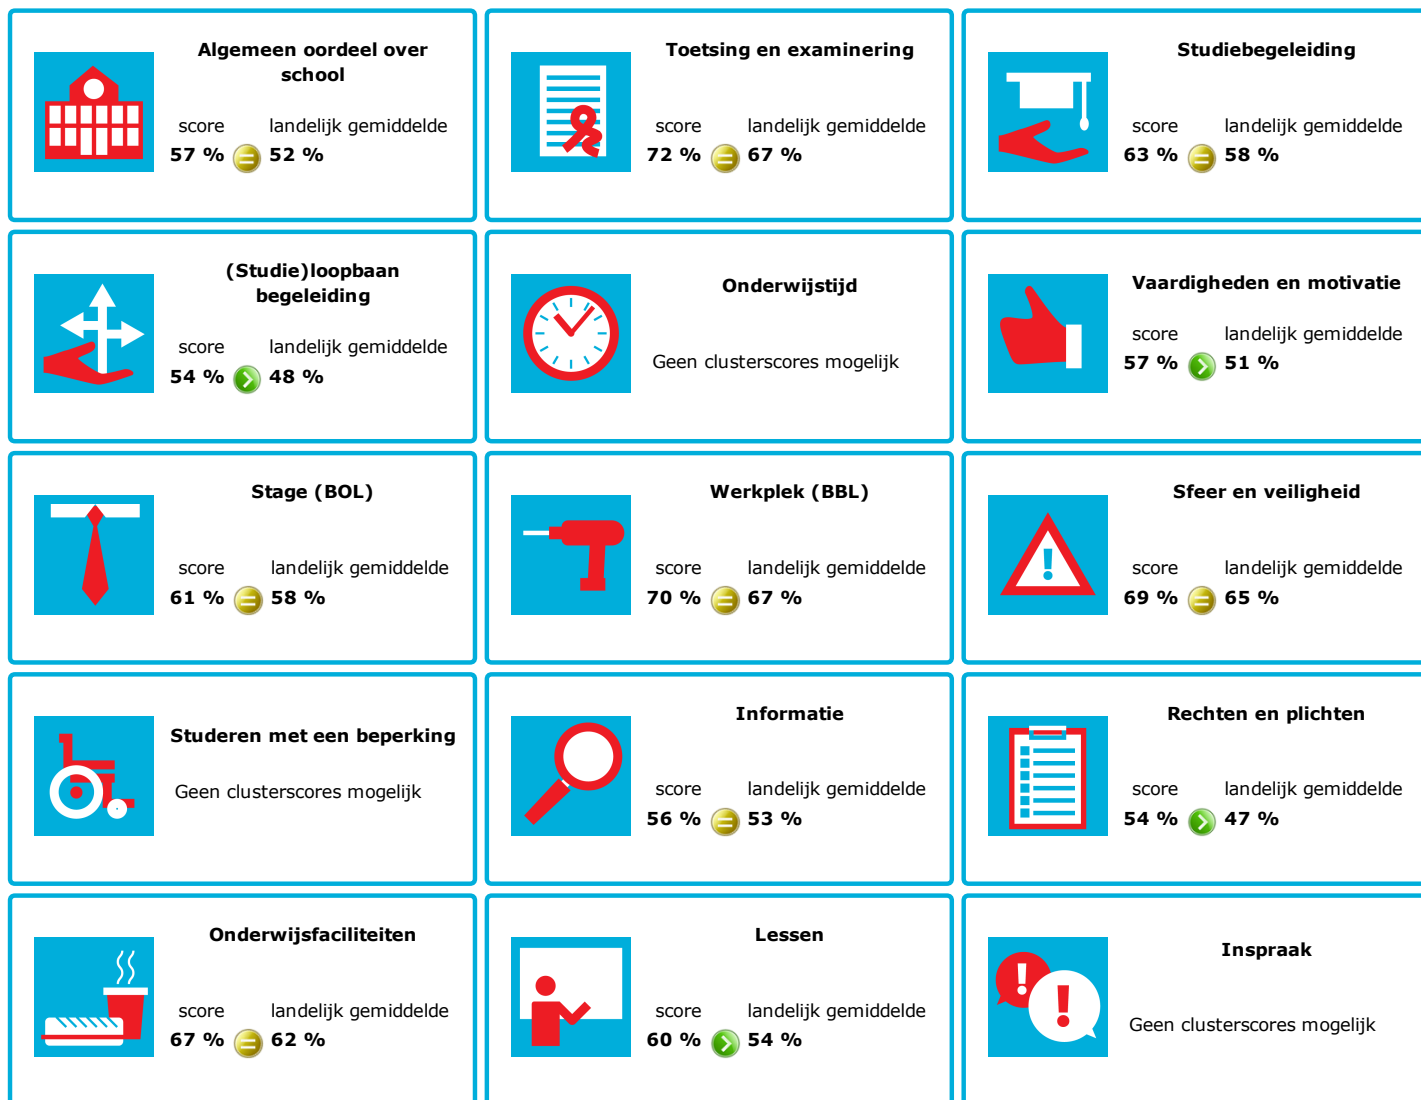 Algemeen oordeel over
school
score landelijk gemiddelde
57 % = 52 %
Toetsing en examinering
score landelijk gemiddelde
72 % = 67 %
Studiebegeleiding
score landelijk gemiddelde
63 % = 58 %
(Studie)loopbaan
begeleiding
score landelijk gemiddelde
54 % > 48 %
Onderwijstijd
Geen clusterscores mogelijk
Vaardigheden en motivatie
score landelijk gemiddelde
57 % > 51 %
Stage (BOL)
score landelijk gemiddelde
61 % = 58 %
Werkplek (BBL)
score landelijk gemiddelde
70 % = 67 %
Sfeer en veiligheid
score landelijk gemiddelde
69 % = 65 %
Studeren met een beperking
Geen clusterscores mogelijk
Informatie
score landelijk gemiddelde
56 % = 53 %
Rechten en plichten
score landelijk gemiddelde
54 % > 47 %
Onderwijsfaciliteiten
score landelijk gemiddelde
67 % = 62 %
Lessen
score landelijk gemiddelde
60 % > 54 %
Inspraak
Geen clusterscores mogelijk